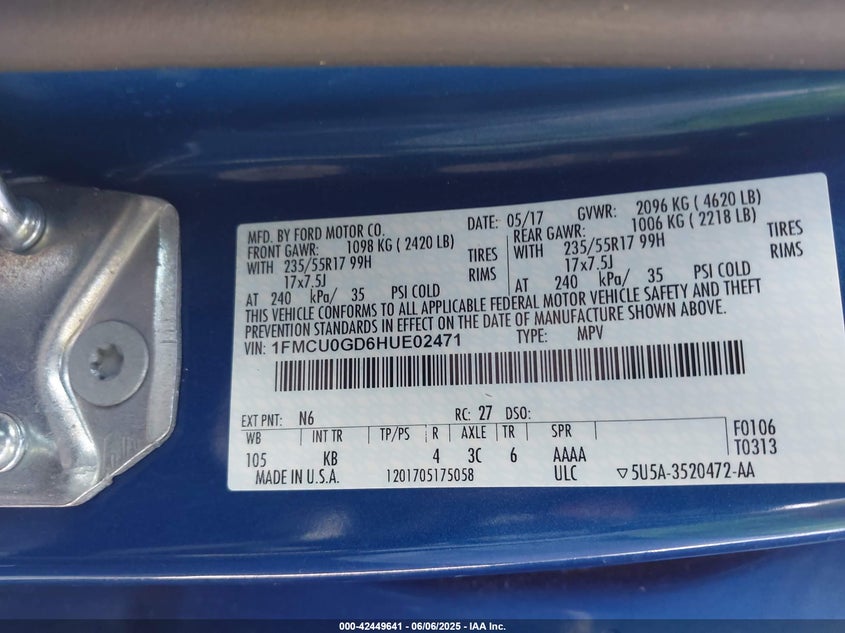 MFD. BY FORD MOTOR CO. DATE: 05/17 GVWR: 2096 KG ( 4620 LB)
FRONT GAWR: 1098 KG ( 2420 LB) REAR GAWR: 1006 KG ( 2218 LB)
WITH 235/55R17 99H TIRES WITH 235/55R17 99H TIRES
17x7.5J RIMS 17x7.5J RIMS
AT 240 kPa/ 35 PSI COLD AT 240 kPa/ 35 PSI COLD
THIS VEHICLE CONFORMS TO ALL APPLICABLE FEDERAL MOTOR VEHICLE SAFETY AND THEFT
PREVENTION STANDARDS IN EFFECT ON THE DATE OF MANUFACTURE SHOWN ABOVE.
VIN: 1FMCU0GD6HUE02471 TYPE: MPV
EXT PNT: N6 RC: 27 DSO:
WB INT TR TP/PS R AXLE TR SPR F0106
105 KB 4 3C 6 AAAA T0313
MADE IN U.S.A. 1201705175058 ULC ▽5U5A-3520472-AA
000-42449641 - 06/06/2025 - IAA Inc.